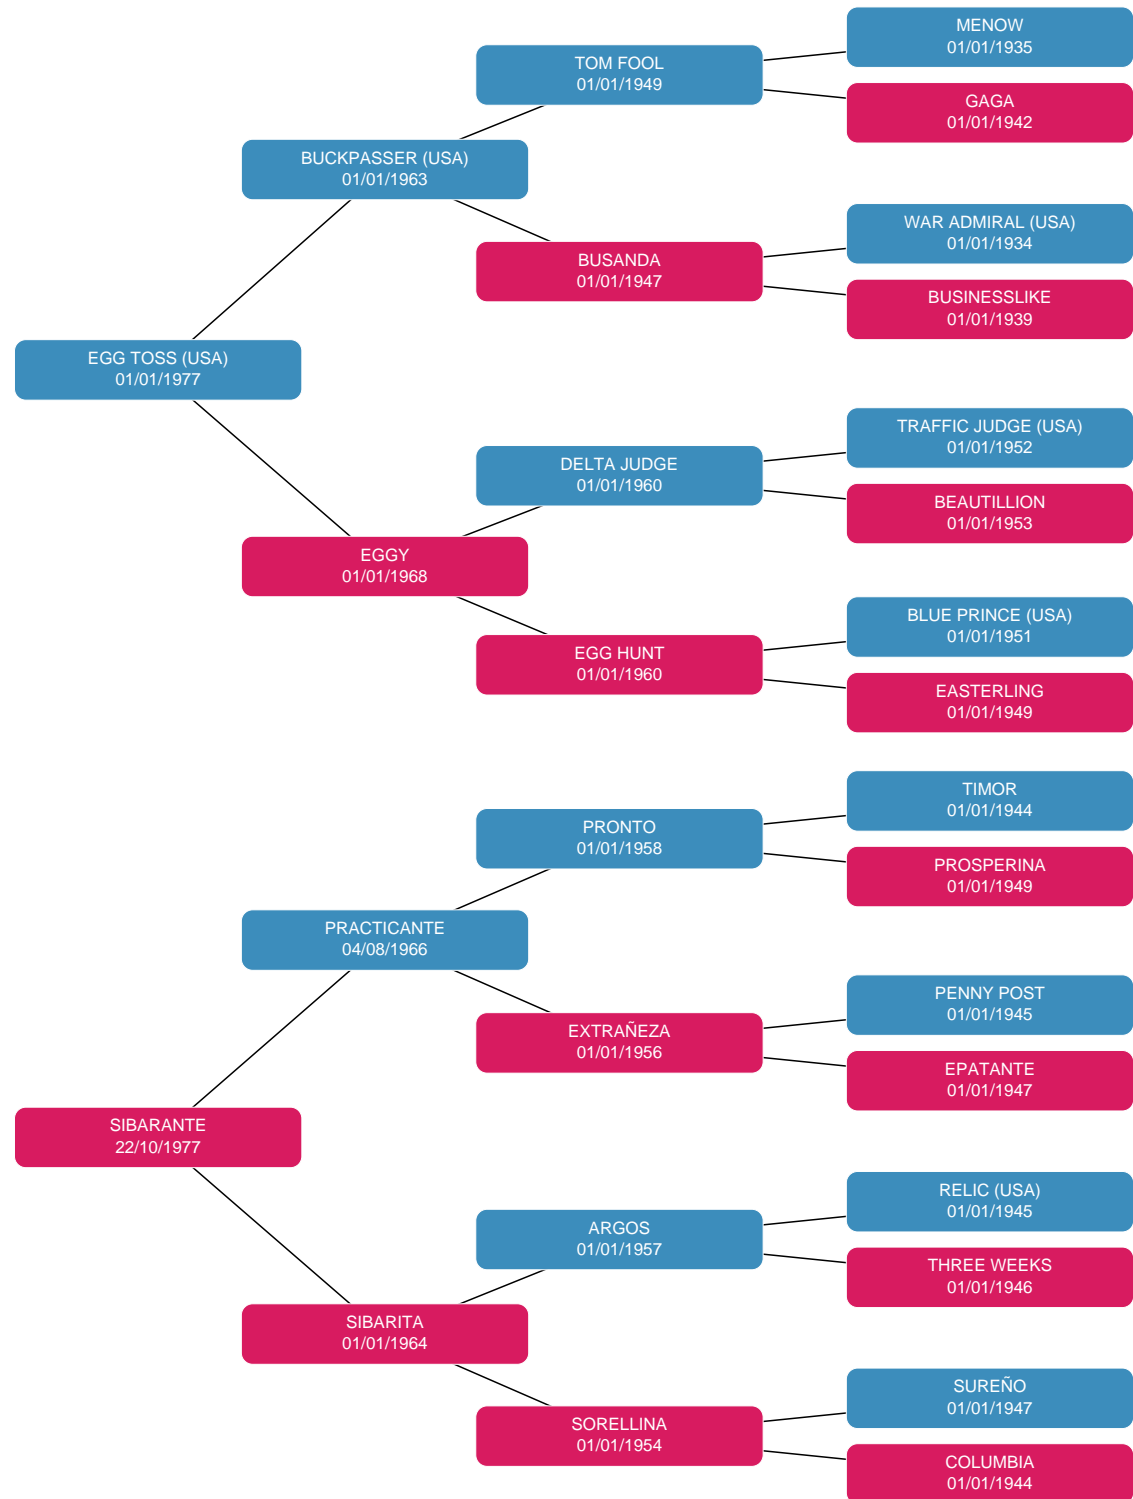 MENOW
01/01/1935
TOM FOOL
01/01/1949
GAGA
01/01/1942
BUCKPASSER (USA)
01/01/1963
WAR ADMIRAL (USA)
01/01/1934
BUSANDA
01/01/1947
BUSINESSLIKE
01/01/1939
EGG TOSS (USA)
01/01/1977
TRAFFIC JUDGE (USA)
01/01/1952
DELTA JUDGE
01/01/1960
BEAUTILLION
01/01/1953
EGGY
01/01/1968
BLUE PRINCE (USA)
01/01/1951
EGG HUNT
01/01/1960
EASTERLING
01/01/1949
TIMOR
01/01/1944
PRONTO
01/01/1958
PROSPERINA
01/01/1949
PRACTICANTE
04/08/1966
PENNY POST
01/01/1945
EXTRAÑEZA
01/01/1956
EPATANTE
01/01/1947
SIBARANTE
22/10/1977
RELIC (USA)
01/01/1945
ARGOS
01/01/1957
THREE WEEKS
01/01/1946
SIBARITA
01/01/1964
SUREÑO
01/01/1947
SORELLINA
01/01/1954
COLUMBIA
01/01/1944